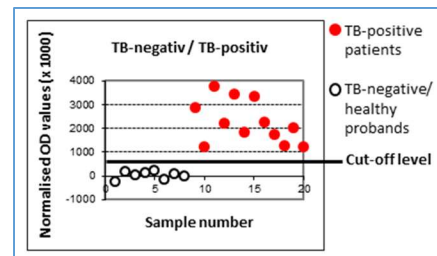 TB-negativ / TB-positiv
Normalised OD values (x 1000)
4000
3000
2000
1000
0
-1000
0
5
10
15
20
Sample number
TB-positive
patients
TB-negative/
healthy
probands
Cut-off level